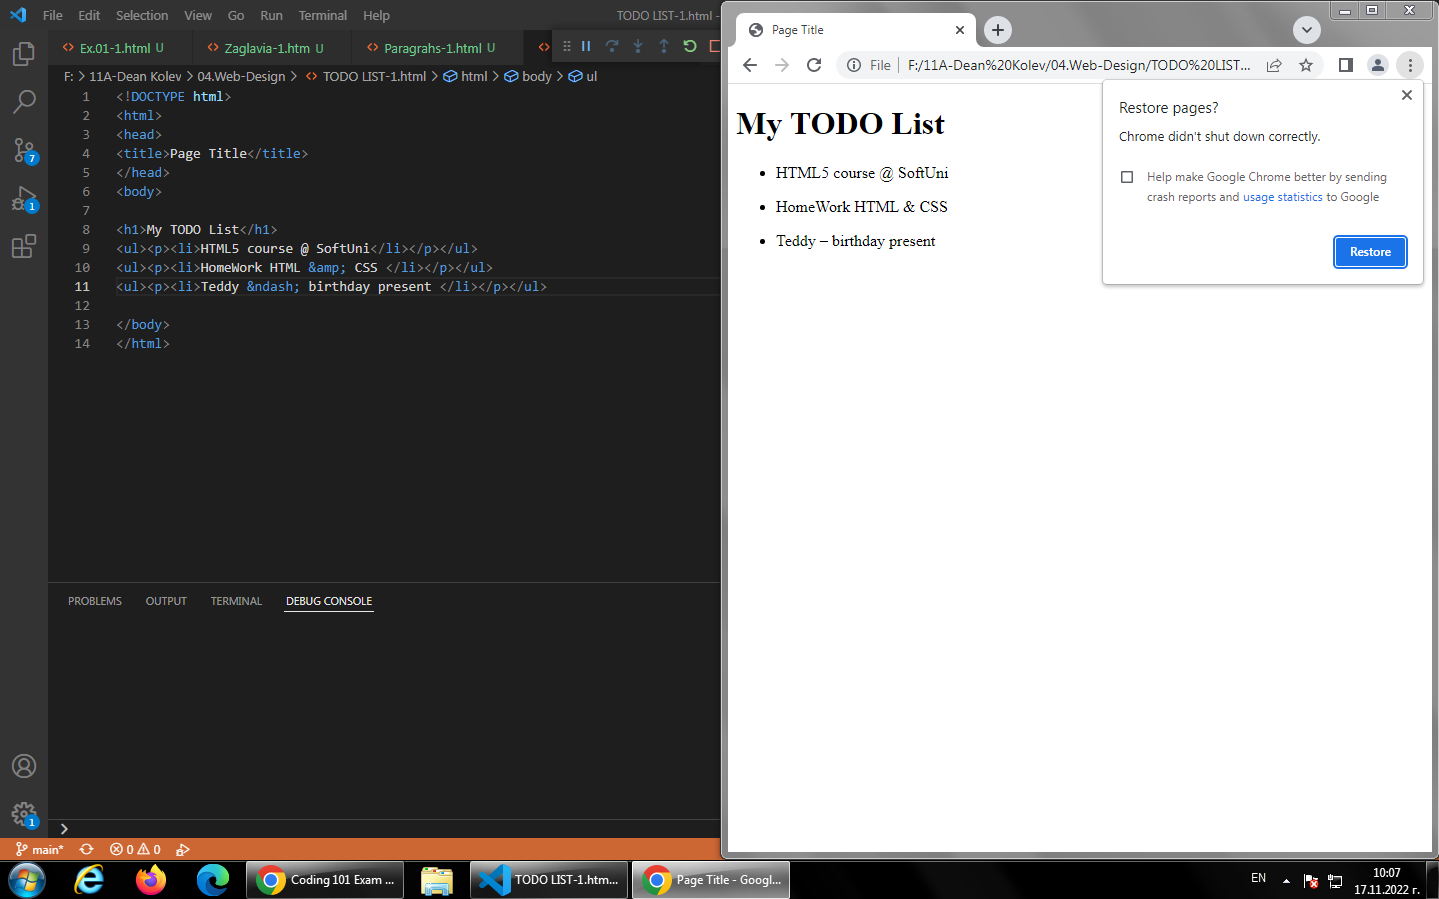 File Edit Selection View Go Run Terminal Help TODO LIST-1.html -
Ex.01-1.html U Zaglavia-1.htm U Paragrahs-1.html U
F: > 11A-Dean Kolev > 04.Web-Design > TODO LIST-1.html > html > body > ul
1 <!DOCTYPE html>
2 <html>
3 <head>
4 <title>Page Title</title>
5 </head>
6 <body>
7
8 <h1>My TODO List</h1>
9 <ul><p><li>HTML5 course @ SoftUni</li></p></ul>
10 <ul><p><li>HomeWork HTML &amp; CSS </li></p></ul>
11 <ul><p><li>Teddy &ndash; birthday present </li></p></ul>
12
13 </body>
14 </html>
7
1
PROBLEMS OUTPUT TERMINAL DEBUG CONSOLE
1
main* 0 0
Page Title
File F:/11A-Dean%20Kolev/04.Web-Design/TODO%20LIST...
My TODO List
• HTML5 course @ SoftUni
• HomeWork HTML & CSS
• Teddy – birthday present
Restore pages?
Chrome didn't shut down correctly.
Help make Google Chrome better by sending
crash reports and usage statistics to Google
Restore
Coding 101 Exam ... TODO LIST-1.htm... Page Title - Googl... EN 10:07
17.11.2022 г.